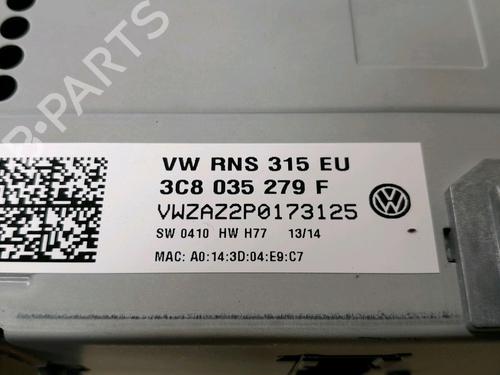 B-PARTS
VW RNS 315 EU
3C8 035 279 F
VWZAZ2P0173125
SW 0410 HW H77 13/14
MAC: A0:14:3D:04:E9:C7